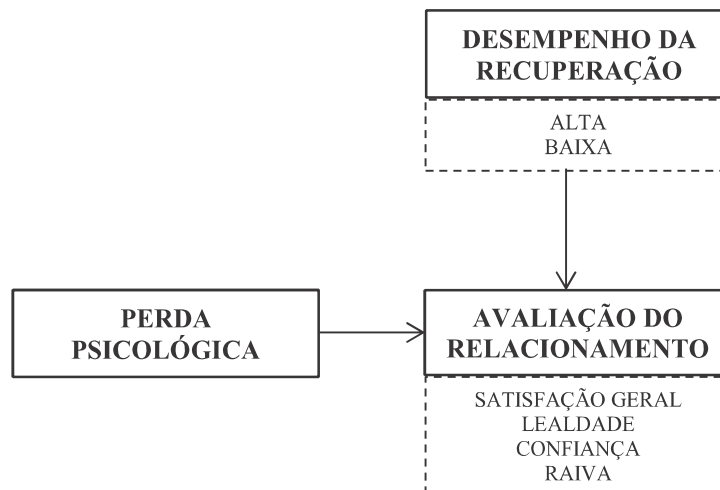 DESEMPENHO DA
RECUPERAÇÃO
ALTA
BAIXA
PERDA
PSICOLÓGICA
AVALIAÇÃO DO
RELACIONAMENTO
SATISFAÇÃO GERAL
LEALDADE
CONFIANÇA
RAIVA